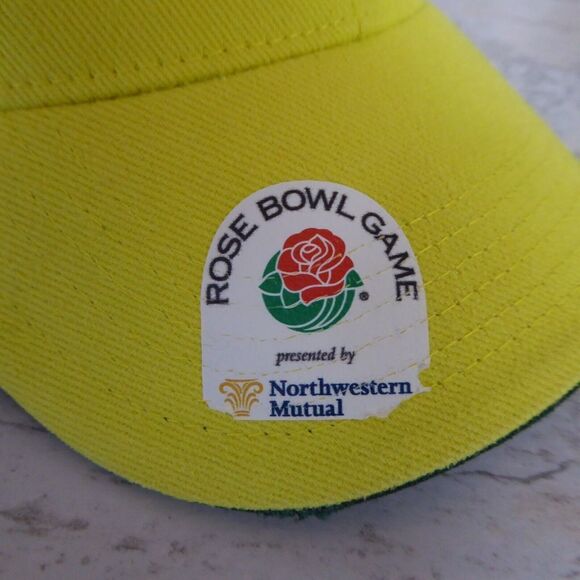 ROSE BOWL GAME
®
presented by
Northwestern
Mutual